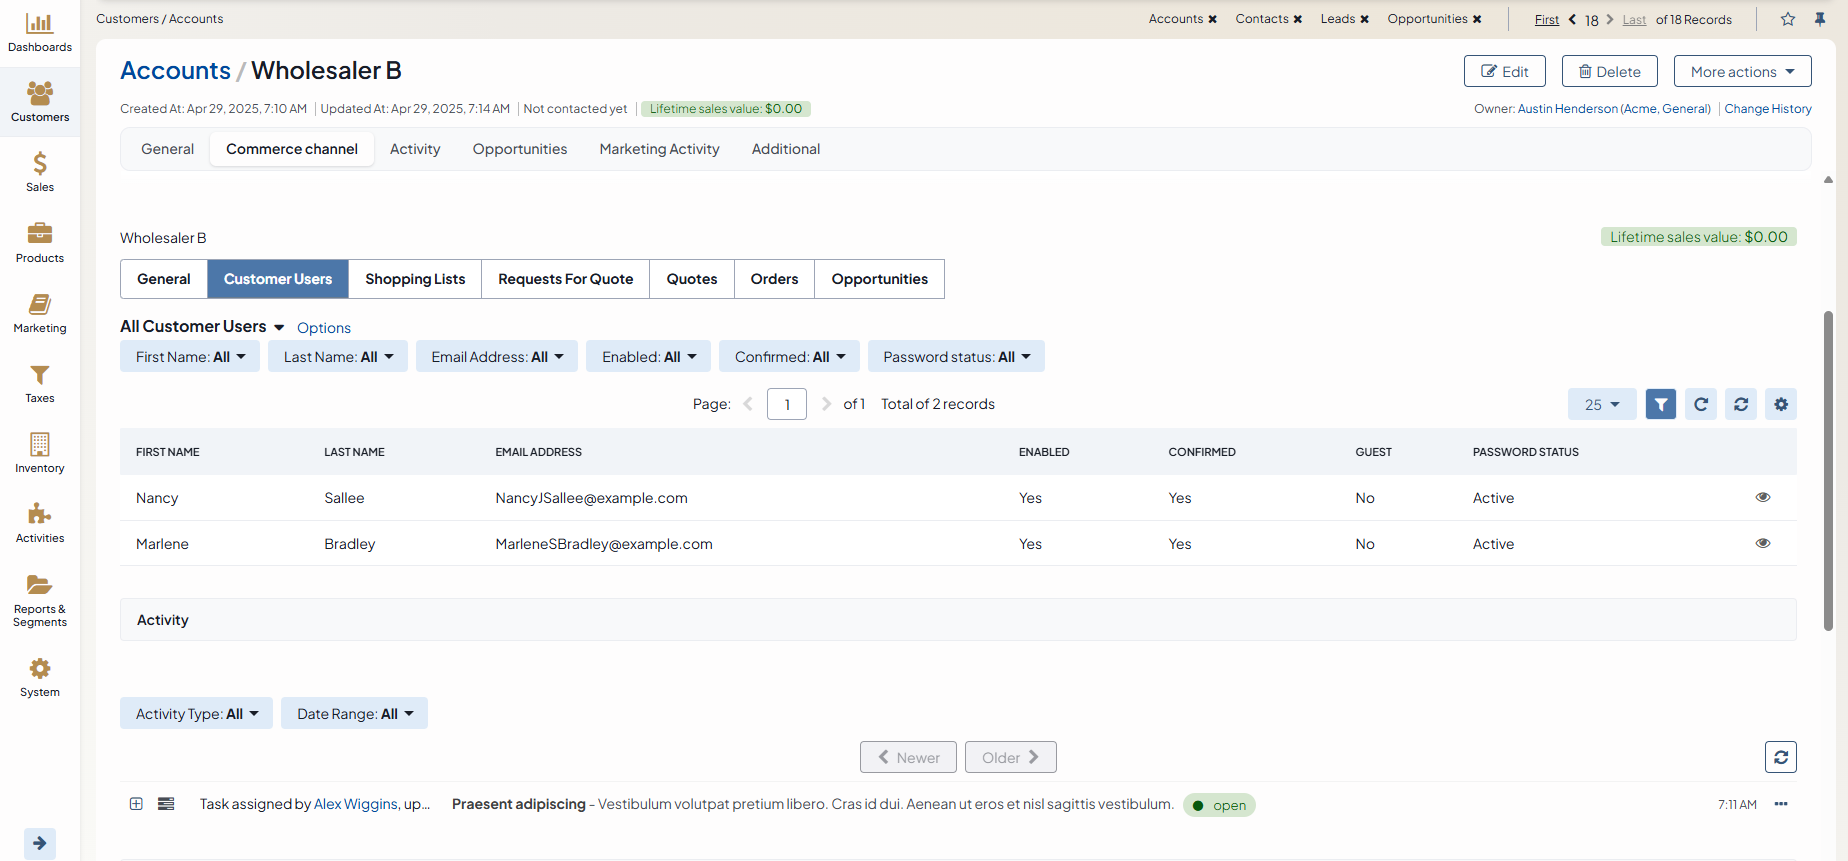 Dashboards
Customers
Sales
Products
Marketing
Taxes
Inventory
Activities
Reports &
Segments
System
Customers / Accounts
Accounts ✖ Contacts ✖ Leads ✖ Opportunities ✖
First 18 Last of 18 Records
Accounts / Wholesaler B
Edit Delete More actions
Created At: Apr 29, 2025, 7:10 AM Updated At: Apr 29, 2025, 7:14 AM Not contacted yet Lifetime sales value: $0.00
Owner: Austin Henderson (Acme, General) Change History
General Commerce channel Activity Opportunities Marketing Activity Additional
Wholesaler B
Lifetime sales value: $0.00
General Customer Users Shopping Lists Requests For Quote Quotes Orders Opportunities
All Customer Users Options
First Name: All Last Name: All Email Address: All Enabled: All Confirmed: All Password status: All
Page: 1 of 1 Total of 2 records
25
FIRST NAME LAST NAME EMAIL ADDRESS ENABLED CONFIRMED GUEST PASSWORD STATUS
Nancy Sallee NancyJSallee@example.com Yes Yes No Active
Marlene Bradley MarleneSBradley@example.com Yes Yes No Active
Activity
Activity Type: All Date Range: All
Newer Older
Task assigned by Alex Wiggins, up... Praesent adipiscing - Vestibulum volutpat pretium libero. Cras id dui. Aenean ut eros et nisl sagittis vestibulum. open 7:11 AM